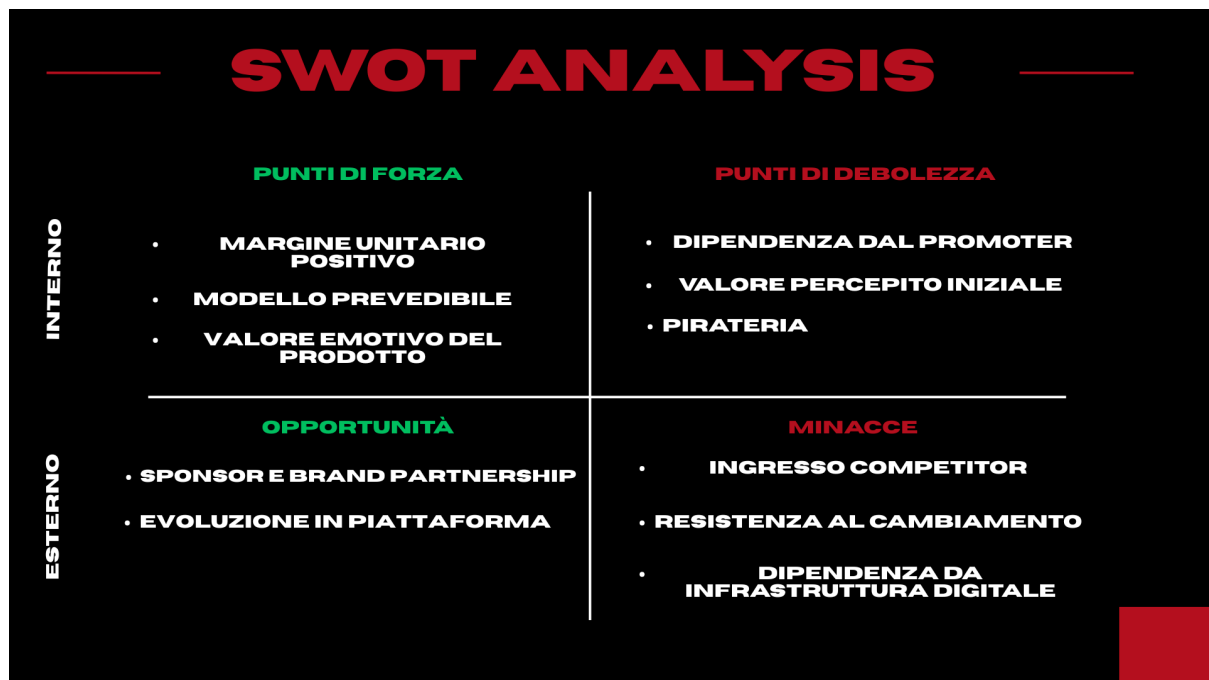 SWOT ANALYSIS
PUNTI DI FORZA
PUNTI DI DEBOLEZZA
INTERNO
• MARGINE UNITARIO
POSITIVO
• MODELLO PREVEDIBILE
• VALORE EMOTIVO DEL
PRODOTTO
• DIPENDENZA DAL PROMOTER
• VALORE PERCEPITO INIZIALE
• PIRATERIA
OPPORTUNITÀ
MINACCE
ESTERNO
• SPONSOR E BRAND PARTNERSHIP
• EVOLUZIONE IN PIATTAFORMA
• INGRESSO COMPETITOR
• RESISTENZA AL CAMBIAMENTO
• DIPENDENZA DA
INFRASTRUTTURA DIGITALE